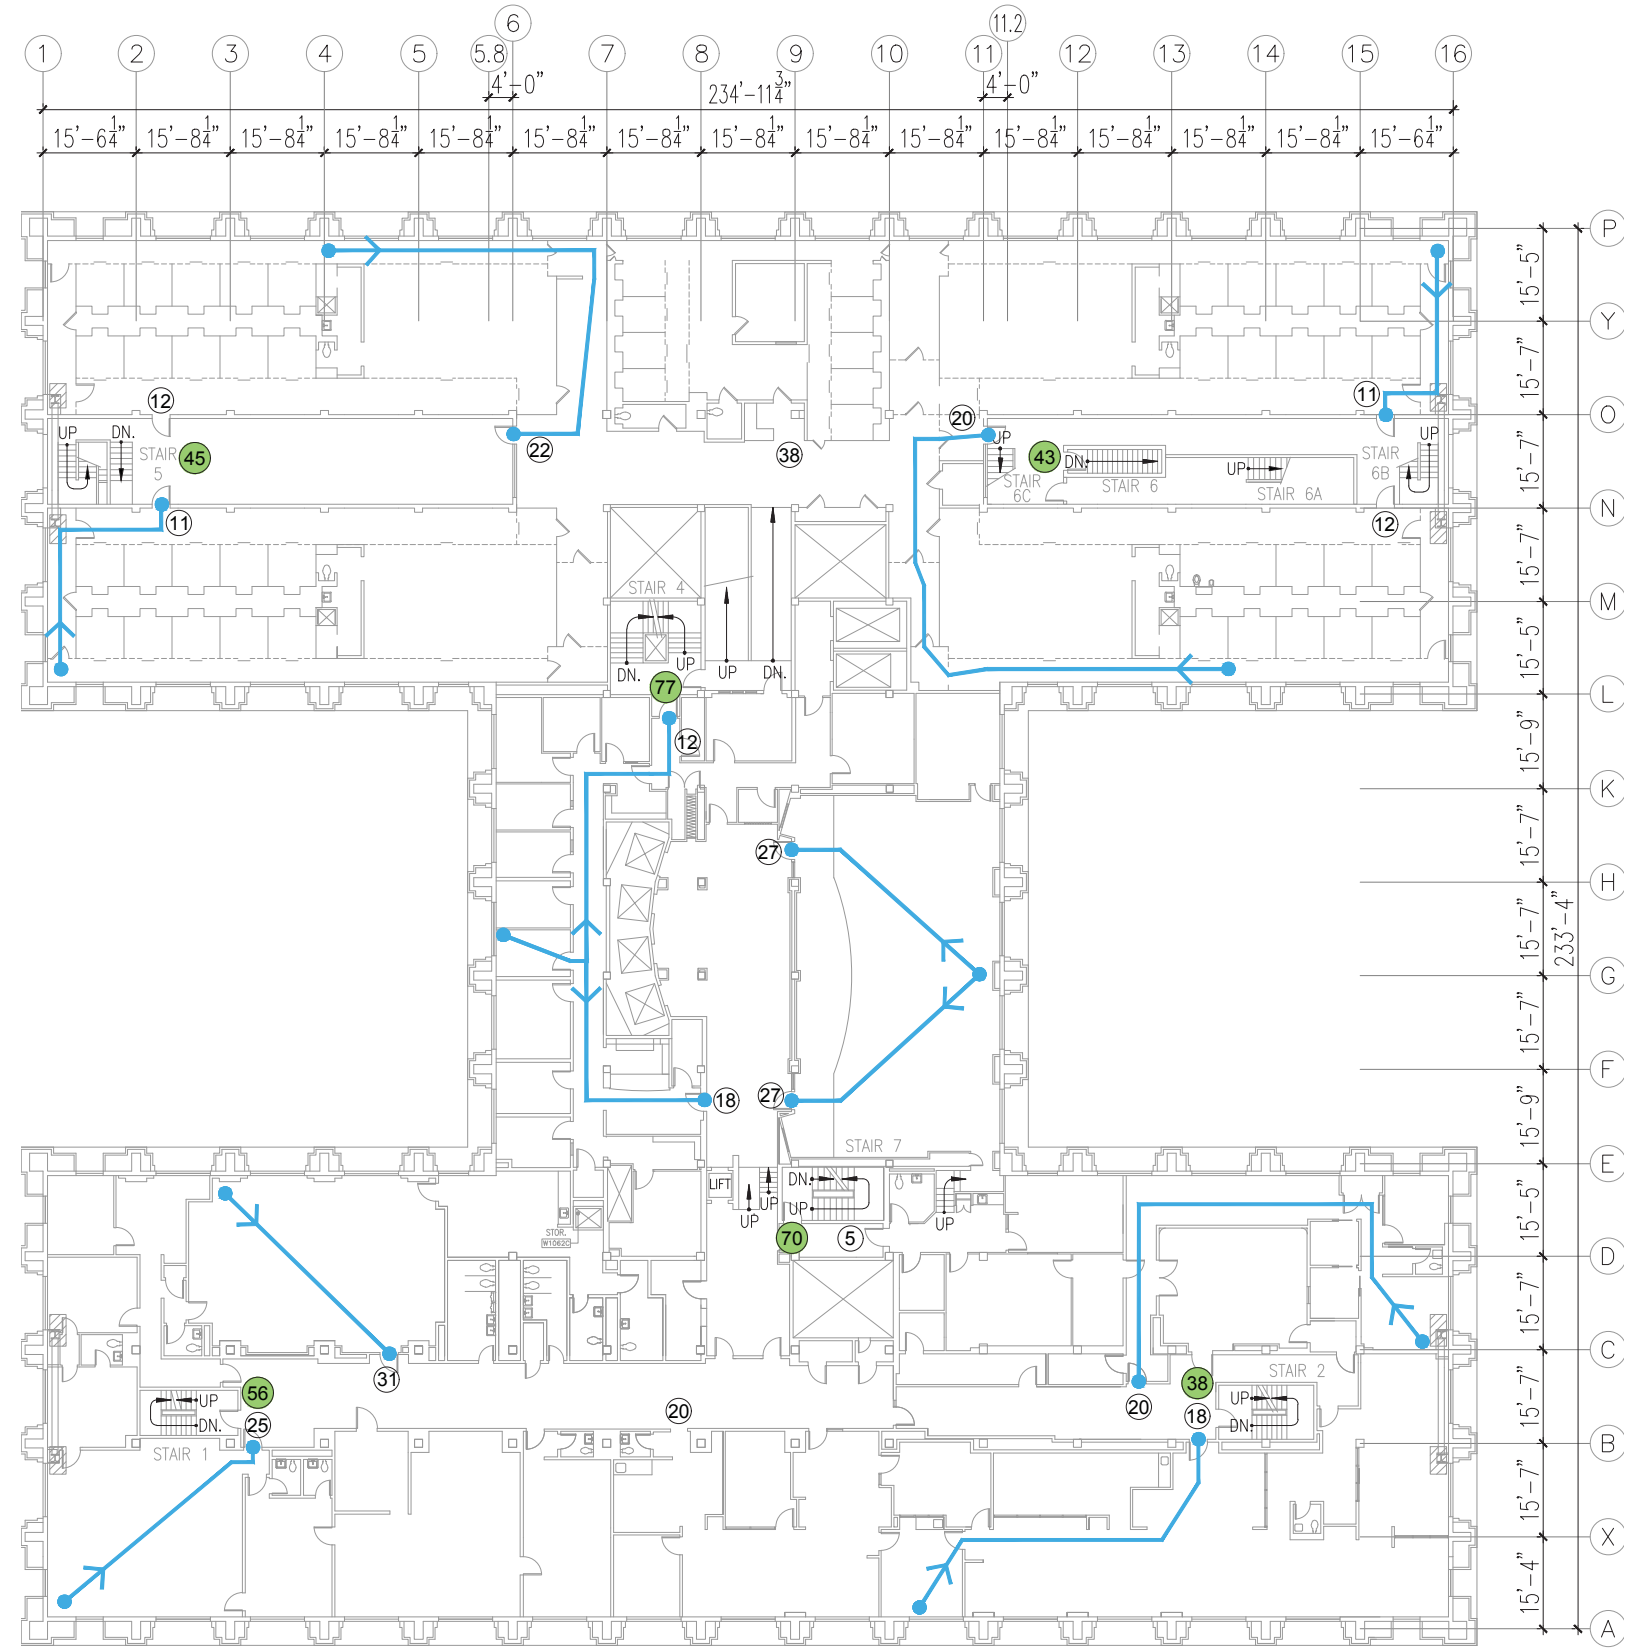 6
11.2
1 2 3 4 5 5.8 7 8 9 10 11 12 13 14 15 16
4'-0" 4'-0"
234'-11 3/4"
15'-6 1/4" 15'-8 1/4" 15'-8 1/4" 15'-8 1/4" 15'-8 1/4" 15'-8 1/4" 15'-8 1/4" 15'-8 1/4" 15'-8 1/4" 15'-8 1/4" 15'-8 1/4" 15'-8 1/4" 15'-8 1/4" 15'-8 1/4" 15'-6 1/4"
P
15'-5"
Y
15'-7"
12 11
O
20
UP DN. 22 38 UP UP
STAIR 5
45
43
DN.
STAIR 6
UP
STAIR 6A
STAIR 6B
STAIR 6C
15'-7"
N
11 12
15'-7"
STAIR 4
M
15'-5"
DN. UP UP DN.
77
L
12
15'-9"
K
27
15'-7"
H
233'-4"
15'-7"
G
15'-7"
F
18 27
15'-9"
STAIR 7
E
LIFT
DN.
UP UP UP UP
15'-5"
STOR.
W1062C
70 5
D
15'-7"
C
31
STAIR 2
56
UP
DN.
25
20
20
38
18
UP
DN.
15'-7"
STAIR 1
B
15'-7"
X
15'-4"
A